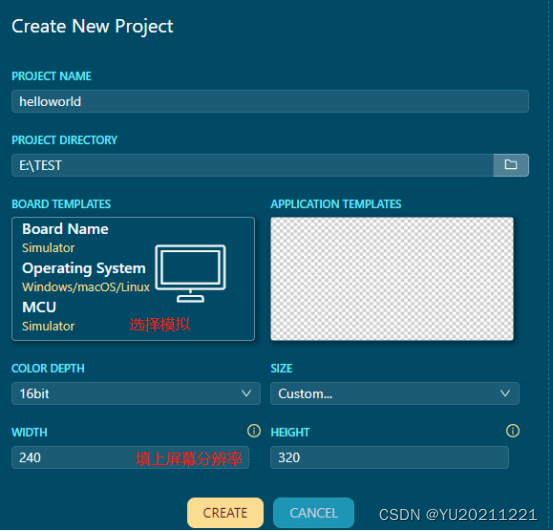 Create New Project
PROJECT NAME
helloworld
PROJECT DIRECTORY
E:\TEST
BOARD TEMPLATES
APPLICATION TEMPLATES
Board Name
Simulator
Operating System
Windows/macOS/Linux
MCU
Simulator
选择模拟
COLOR DEPTH
SIZE
16bit
Custom...
WIDTH
HEIGHT
240
填上屏幕分辨率
320
CREATE
CANCEL
CSDN @YU20211221